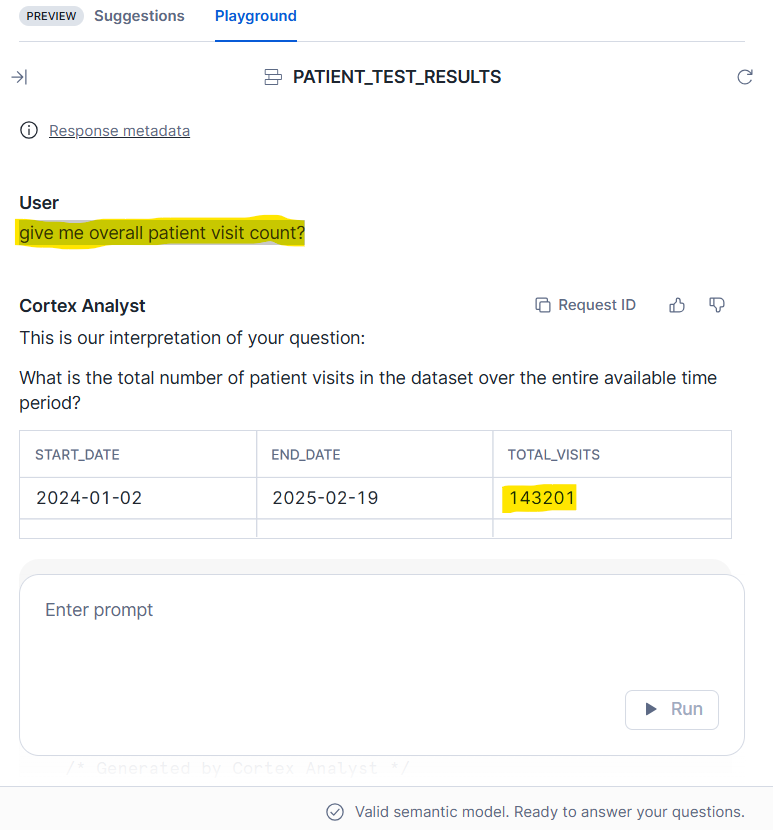 PREVIEW Suggestions Playground
PATIENT_TEST_RESULTS
Response metadata
User
give me overall patient visit count?
Cortex Analyst Request ID
This is our interpretation of your question:
What is the total number of patient visits in the dataset over the entire available time
period?
START_DATE END_DATE TOTAL_VISITS
2024-01-02 2025-02-19 143201
Enter prompt
Run
/* Generated by Cortex Analyst */
Valid semantic model. Ready to answer your questions.